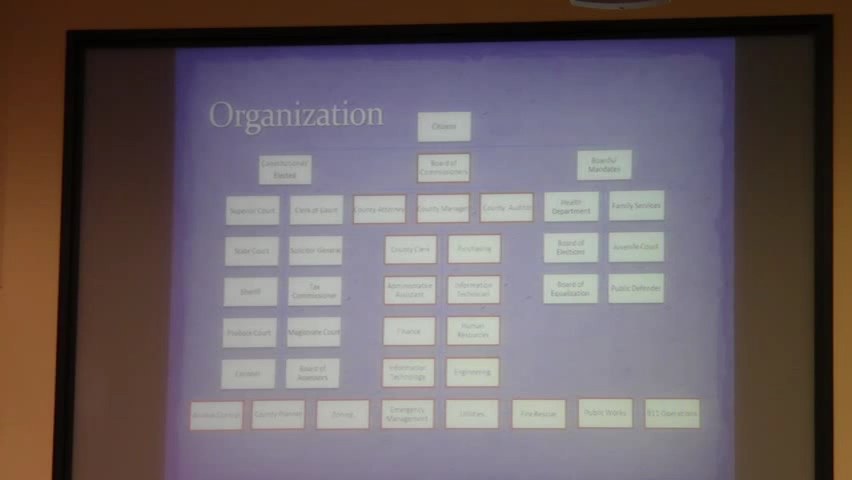 Organization
Citizens
Constitutional
Elected
Board of
Commissioners
Boards/
Mandates
Superior Court
Clerk of Court
County Attorney
County Manager
County Auditor
Health
Department
Family Services
State Court
Solicitor General
County Clerk
Purchasing
Board of
Elections
Juvenile Court
Sheriff
Tax
Commissioner
Administrative
Assistant
Information
Technician
Board of
Equalization
Public Defender
Probate Court
Magistrate Court
Finance
Human
Resources
Coroner
Board of
Assessors
Information
Technology
Engineering
Animal Control
County Planner
Zoning
Emergency
Management
Utilities
Fire Rescue
Public Works
911 Operations